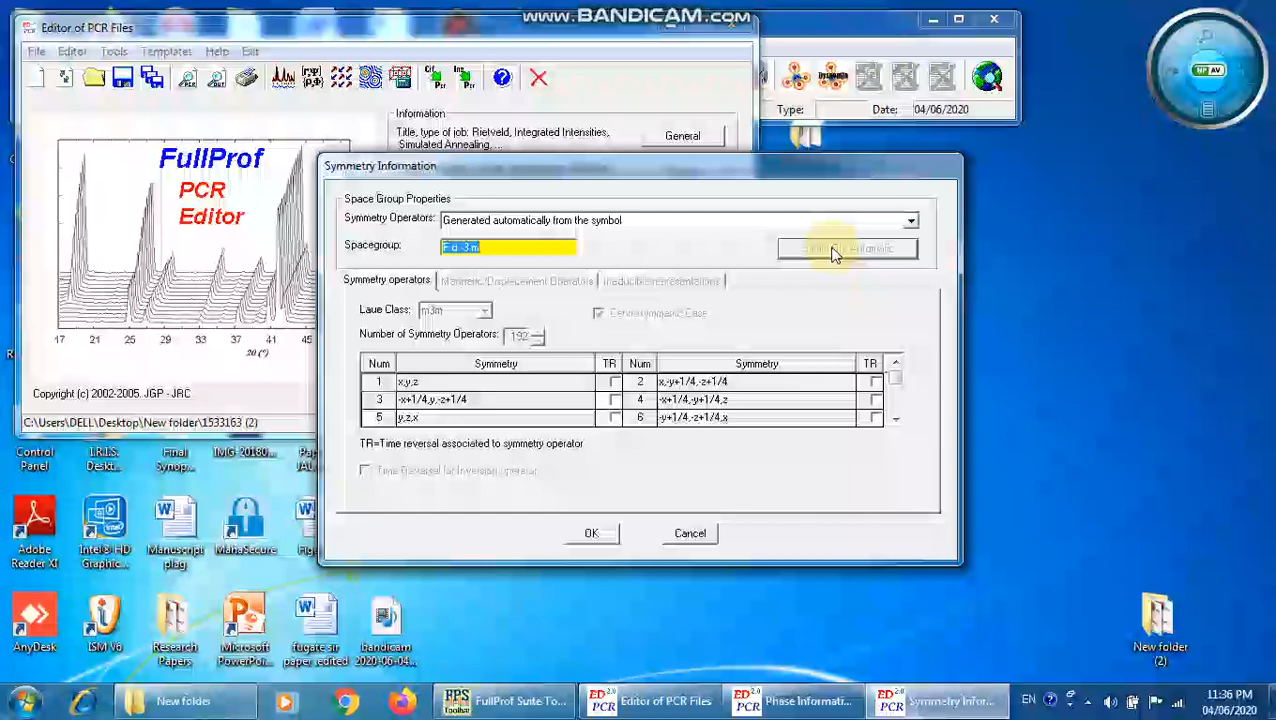 www.BANDICAM.com
Editor of PCR Files
File Editor Tools Templates Help Exit
Information
Title, type of job: Rietveld, Integrated Intensities,
Simulated Annealing, ...
General
Type:
Date: 04/06/2020
FullProf
PCR
Editor
17 21 25 29 33 37 41 45
2θ (°)
Copyright (c) 2002-2005. JGP - JRC
C:\Users\DELL\Desktop\New folder\1533163 (2)
Symmetry Information
Space Group Properties
Symmetry Operators: Generated automatically from the symbol
Spacegroup: F d -3 m
Symmetry operators
Magnetic/Displacement Operators
Irreducible representations
Laue Class: m3m
Centrosymmetric Case
Number of Symmetry Operators: 192
Num Symmetry TR Num Symmetry TR
1 x,y,z 2 x,-y+1/4,-z+1/4
3 -x+1/4,y,-z+1/4 4 -x+1/4,-y+1/4,z
5 y,z,x 6 -y+1/4,-z+1/4,x
TR=Time reversal associated to symmetry operator
Time Reversal for Inversion operator
OK Cancel
Control
Panel
I.R.I.S.
Deskt...
Final
Synop...
IMG-20180...
Adobe
Reader XI
Intel® HD
Graphic...
Manuscript
plag
MahaSecure
AnyDesk
ISM V6
Research
Papers
Microsoft
PowerPoi...
fugate sir
paper edited
bandicam
2020-06-04...
New folder
(2)
New folder
FullProf Suite To...
Editor of PCR Files
Phase Informati...
Symmetry Infor...
EN
11:36 PM
04/06/2020